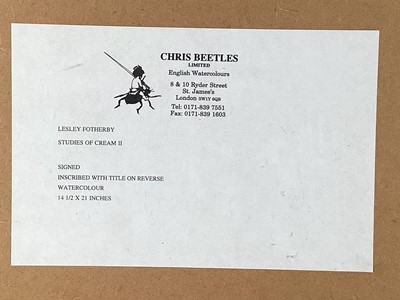 CHRIS BEETLES
LIMITED
English Watercolours
8 & 10 Ryder Street
St. James's
London SW1Y 6QB
Tel: 0171-839 7551
Fax: 0171-839 1603
LESLEY FOTHERBY
STUDIES OF CREAM II
SIGNED
INSCRIBED WITH TITLE ON REVERSE
WATERCOLOUR
14 1/2 X 21 INCHES